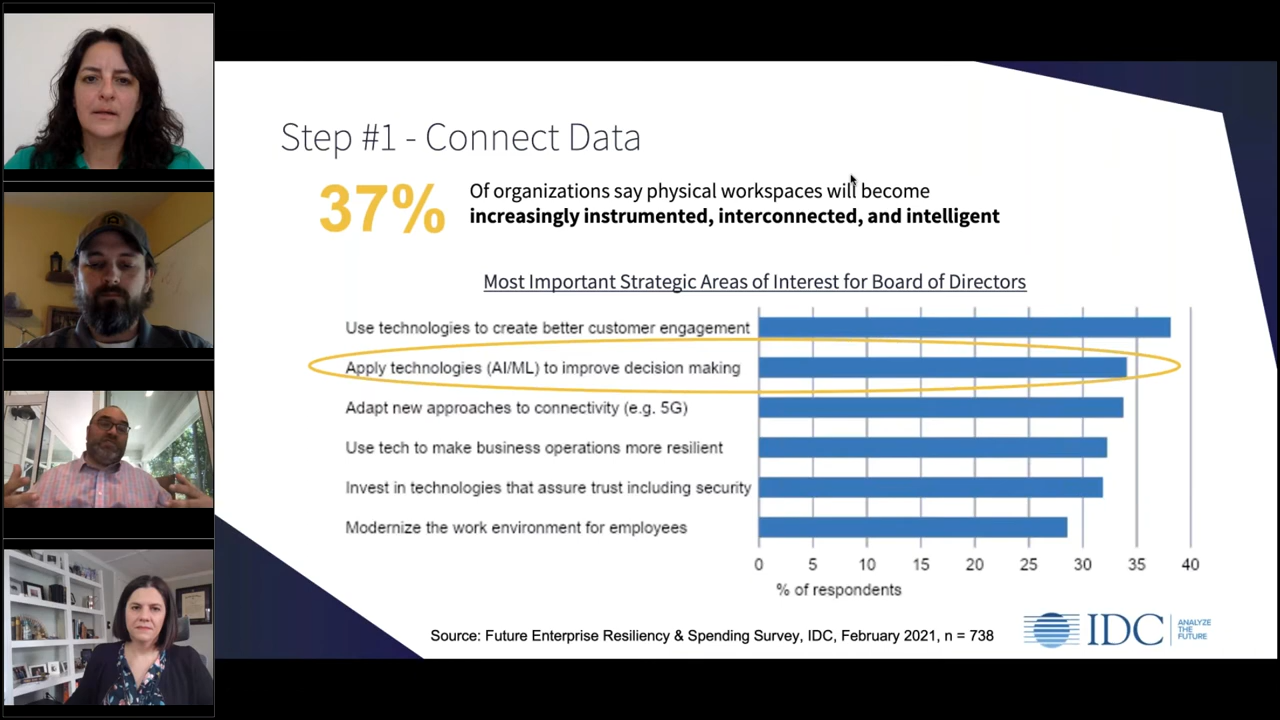 Step #1 - Connect Data
37%
Of organizations say physical workspaces will become
increasingly instrumented, interconnected, and intelligent
Most Important Strategic Areas of Interest for Board of Directors
Use technologies to create better customer engagement
Apply technologies (AI/ML) to improve decision making
Adapt new approaches to connectivity (e.g. 5G)
Use tech to make business operations more resilient
Invest in technologies that assure trust including security
Modernize the work environment for employees
0 5 10 15 20 25 30 35 40
% of respondents
Source: Future Enterprise Resiliency & Spending Survey, IDC, February 2021, n = 738
IDC
ANALYZE
THE
FUTURE